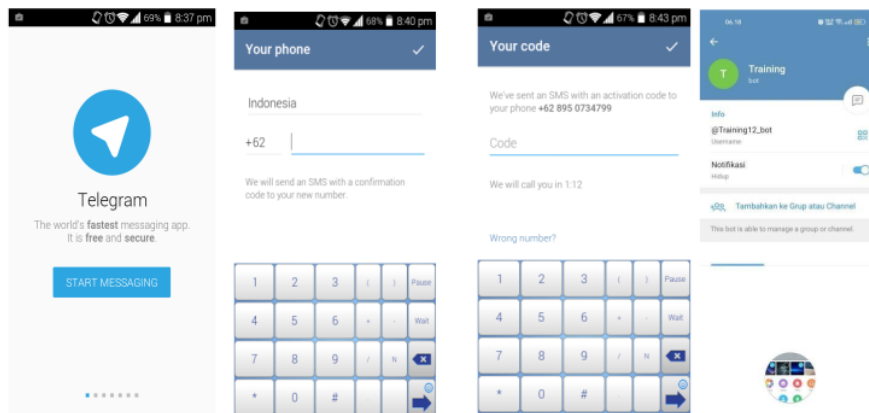 69% 8:37 pm
Telegram
The world's fastest messaging app.
It is free and secure.
START MESSAGING
68% 8:40 pm
Your phone
Indonesia
+62
We will send an SMS with a confirmation
code to your new number.
1 2 3 ( ) Pause
4 5 6 + - Wait
7 8 9 / N
* 0 #
67% 8:43 pm
Your code
We've sent an SMS with an activation code to
your phone +62 895 0734799
Code
We will call you in 1:12
Wrong number?
1 2 3 ( ) Pause
4 5 6 + - Wait
7 8 9 / N
* 0 #
06.18
T
Training
bot
Info
@Training12_bot
Username
Notifikasi
Hidup
Tambahkan ke Grup atau Channel
This bot is able to manage a group or channel.